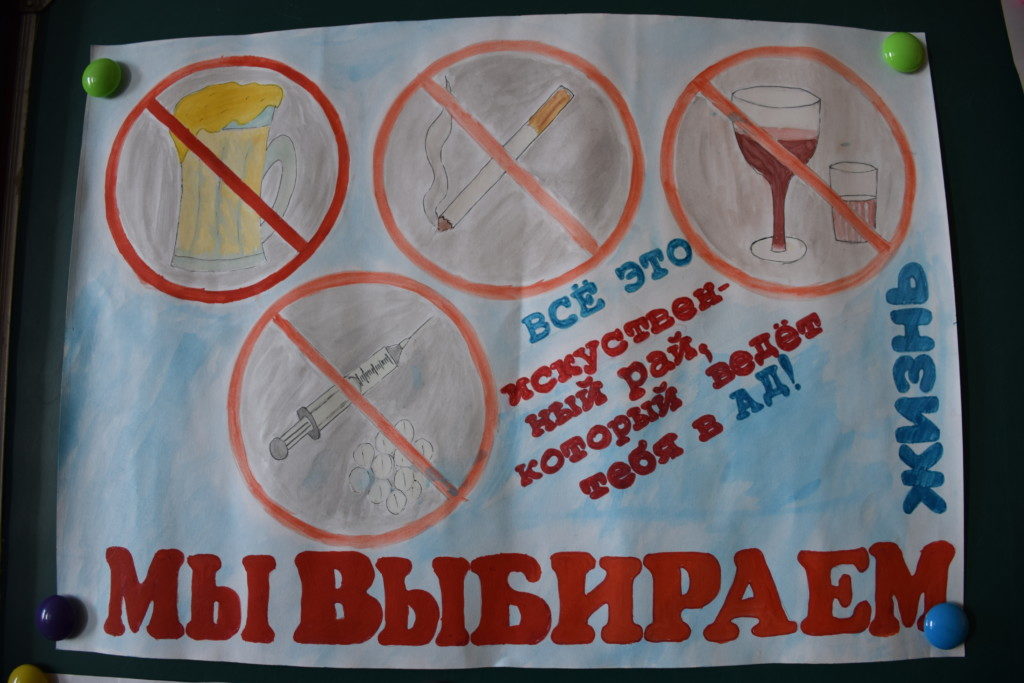 ВСЁ ЭТО
искуствен-
ный рай,
который ведёт
тебя в АД!
МЫ ВЫБИРАЕМ
ЖИЗНЬ